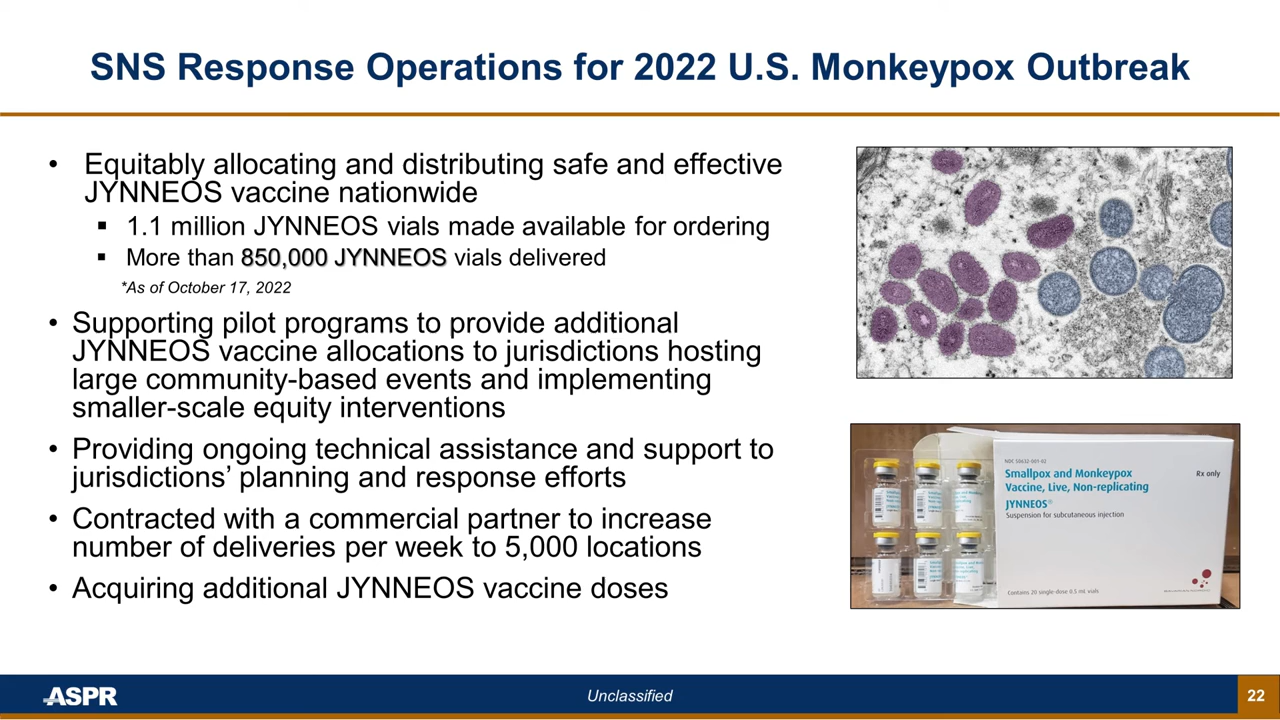 SNS Response Operations for 2022 U.S. Monkeypox Outbreak
• Equitably allocating and distributing safe and effective
JYNNEOS vaccine nationwide
▪ 1.1 million JYNNEOS vials made available for ordering
▪ More than 850,000 JYNNEOS vials delivered
*As of October 17, 2022
• Supporting pilot programs to provide additional
JYNNEOS vaccine allocations to jurisdictions hosting
large community-based events and implementing
smaller-scale equity interventions
• Providing ongoing technical assistance and support to
jurisdictions’ planning and response efforts
• Contracted with a commercial partner to increase
number of deliveries per week to 5,000 locations
• Acquiring additional JYNNEOS vaccine doses
Smallpox and Monkeypox
Vaccine, Live, Non-replicating
JYNNEOS®
Suspension for subcutaneous injection
Rx only
Contains 20 single-dose 0.5 mL vials
ASPR
Unclassified
22